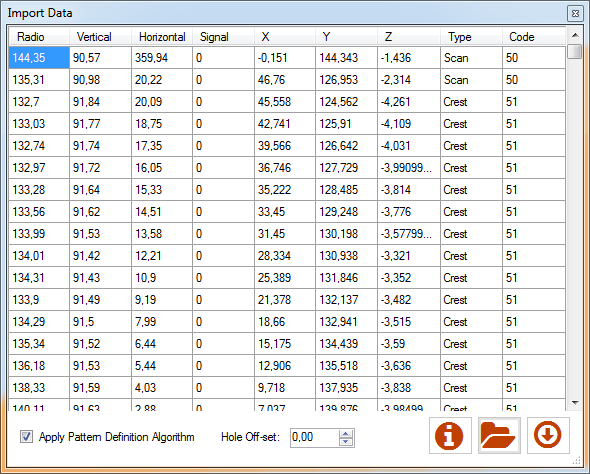 Import Data
Radio Vertical Horizontal Signal X Y Z Type Code
144,35 90,57 359,94 0 -0,151 144,343 -1,436 Scan 50
135,31 90,98 20,22 0 46,76 126,953 -2,314 Scan 50
132,7 91,84 20,09 0 45,558 124,562 -4,261 Crest 51
133,03 91,77 18,75 0 42,741 125,91 -4,109 Crest 51
132,74 91,74 17,35 0 39,566 126,642 -4,031 Crest 51
132,97 91,72 16,05 0 36,746 127,729 -3,99099... Crest 51
133,28 91,64 15,33 0 35,222 128,485 -3,814 Crest 51
133,56 91,62 14,51 0 33,45 129,248 -3,776 Crest 51
133,99 91,53 13,58 0 31,45 130,198 -3,57799... Crest 51
134,01 91,42 12,21 0 28,334 130,938 -3,321 Crest 51
134,31 91,43 10,9 0 25,389 131,846 -3,352 Crest 51
133,9 91,49 9,19 0 21,378 132,137 -3,482 Crest 51
134,29 91,5 7,99 0 18,66 132,941 -3,515 Crest 51
135,34 91,52 6,44 0 15,175 134,439 -3,59 Crest 51
136,18 91,53 5,44 0 12,906 135,518 -3,636 Crest 51
138,33 91,59 4,03 0 9,718 137,935 -3,838 Crest 51
140,11 91,63 2,88 0 7,037 139,876 -3,98499... Crest 51
Apply Pattern Definition Algorithm Hole Off-set: 0,00